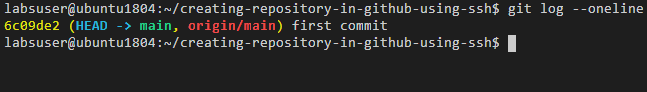 labsuser@ubuntu1804:~/creating-repository-in-github-using-ssh$ git log --oneline
6c09de2 (HEAD -> main, origin/main) first commit
labsuser@ubuntu1804:~/creating-repository-in-github-using-ssh$